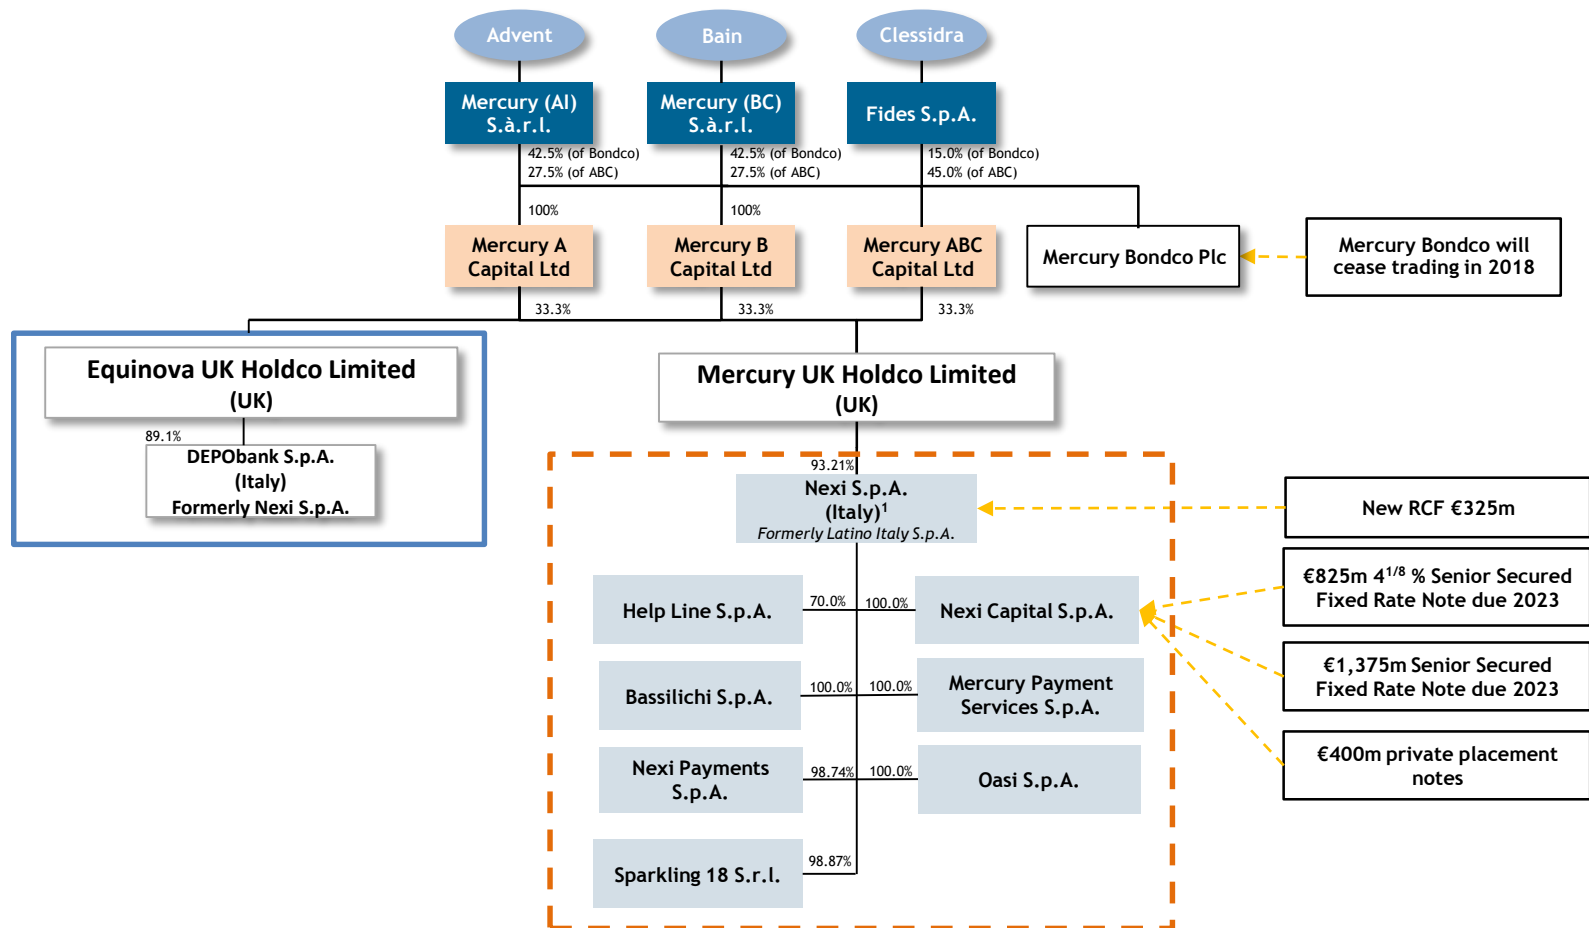 Advent
Bain
Clessidra
Mercury (AI)
S.à.r.l.
Mercury (BC)
S.à.r.l.
Fides S.p.A.
42.5% (of Bondco)
27.5% (of ABC)
42.5% (of Bondco)
27.5% (of ABC)
15.0% (of Bondco)
45.0% (of ABC)
100%
100%
Mercury A
Capital Ltd
Mercury B
Capital Ltd
Mercury ABC
Capital Ltd
Mercury Bondco Plc
Mercury Bondco will
cease trading in 2018
33.3%
33.3%
33.3%
Equinova UK Holdco Limited
(UK)
Mercury UK Holdco Limited
(UK)
89.1%
DEPObank S.p.A.
(Italy)
Formerly Nexi S.p.A.
93.21%
Nexi S.p.A.
(Italy)¹
Formerly Latino Italy S.p.A.
New RCF €325m
Help Line S.p.A.
70.0%
100.0%
Nexi Capital S.p.A.
€825m 4^1/8 % Senior Secured
Fixed Rate Note due 2023
Bassilichi S.p.A.
100.0%
100.0%
Mercury Payment
Services S.p.A.
€1,375m Senior Secured
Fixed Rate Note due 2023
Nexi Payments
S.p.A.
98.74%
100.0%
Oasi S.p.A.
€400m private placement
notes
Sparkling 18 S.r.l.
98.87%